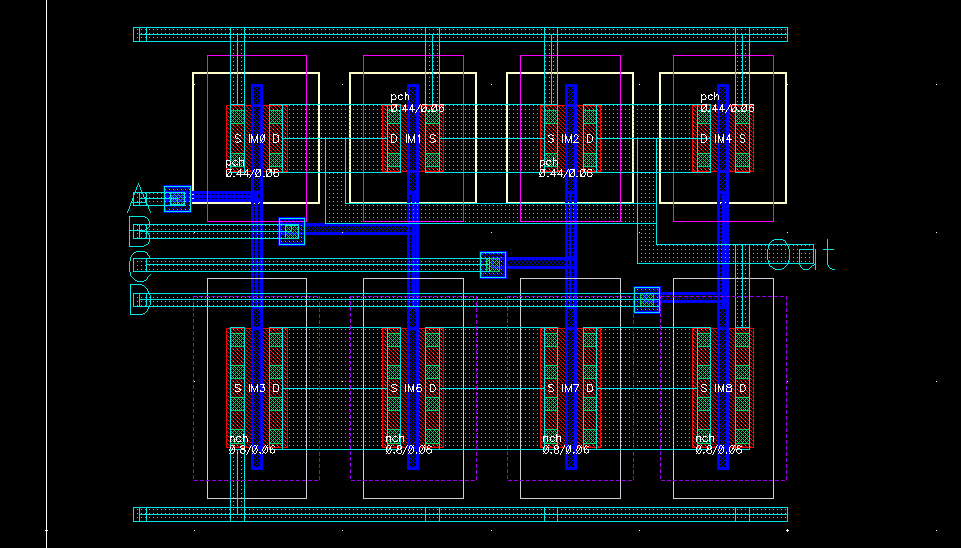 pch
0.44/0.06
pch
0.44/0.06
S IM0 D
D IM1 S
S IM2 D
D IM4 S
pch
0.44/0.06
pch
0.44/0.06
A
B
C
Out
D
S IM3 D
S IM6 D
S IM7 D
S IM8 D
nch
0.8/0.06
nch
0.8/0.06
nch
0.8/0.06
nch
0.8/0.06